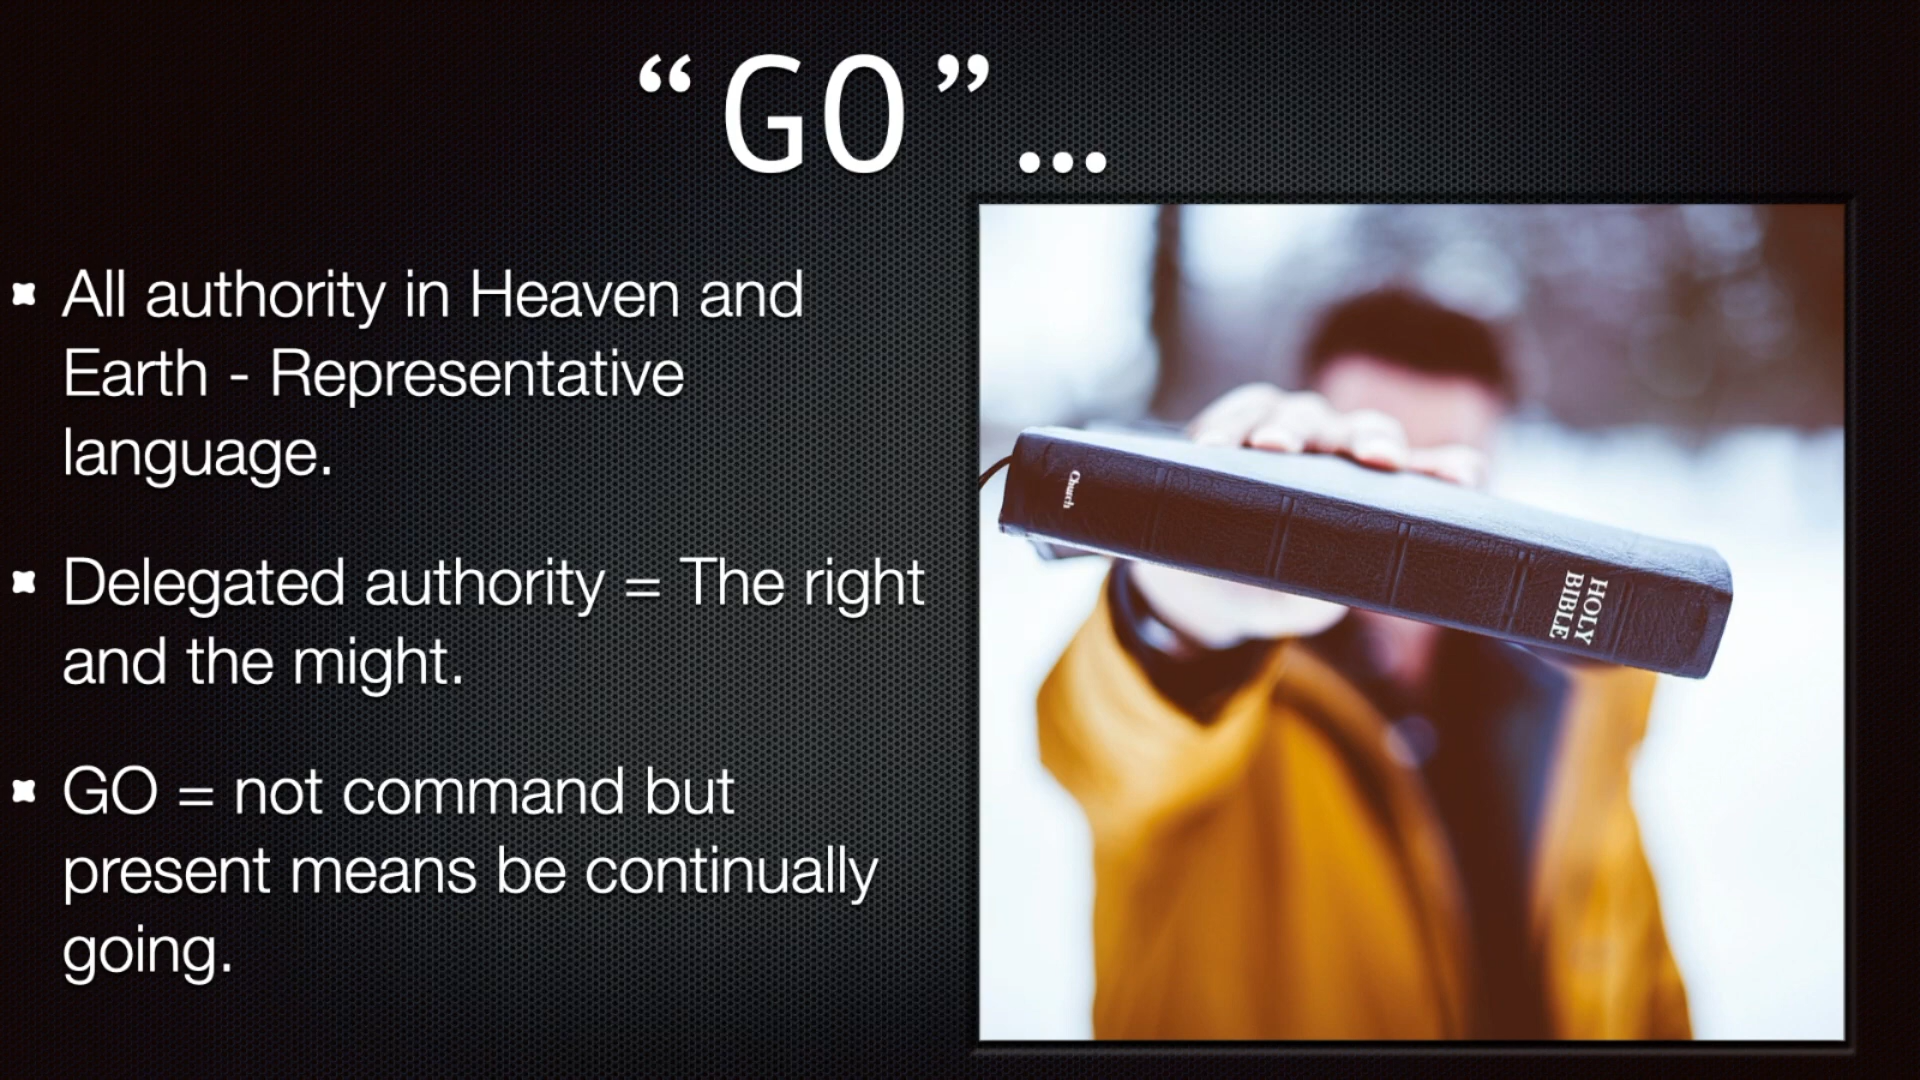 “GO”...
▪ All authority in Heaven and
Earth - Representative
language.
▪ Delegated authority = The right
and the might.
▪ GO = not command but
present means be continually
going.
Church
HOLY
BIBLE